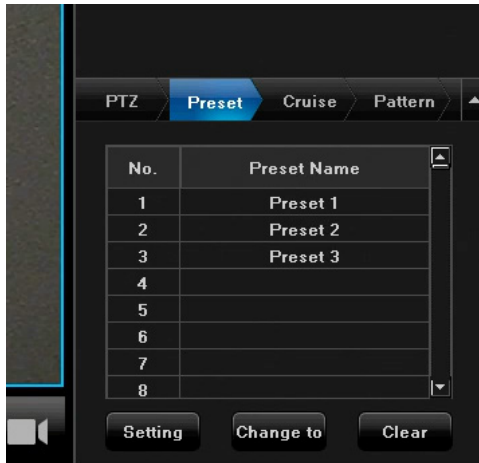 PTZ Preset Cruise Pattern
No. Preset Name
1 Preset 1
2 Preset 2
3 Preset 3
4
5
6
7
8
Setting Change to Clear